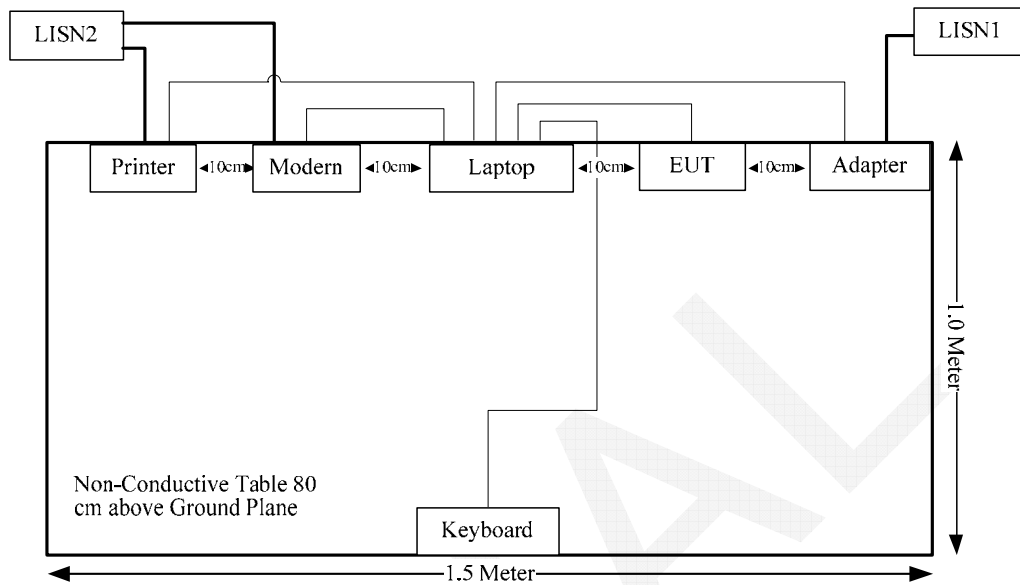 LISN2
LISN1
Printer
10cm
Modern
10cm
Laptop
10cm
EUT
10cm
Adapter
1.0 Meter
Non-Conductive Table 80
cm above Ground Plane
Keyboard
1.5 Meter
AL